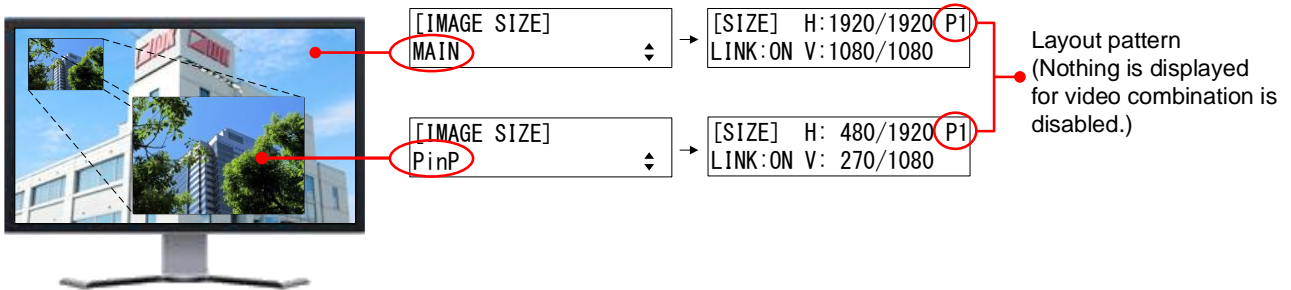 [IMAGE SIZE]
MAIN
[SIZE] H:1920/1920 P1
LINK:ON V:1080/1080
[IMAGE SIZE]
PinP
[SIZE] H: 480/1920 P1
LINK:ON V: 270/1080
Layout pattern
(Nothing is displayed
for video combination is
disabled.)